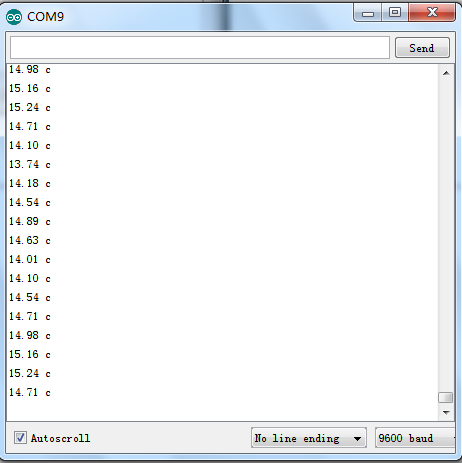 COM9
Send
14.98 c
15.16 c
15.24 c
14.71 c
14.10 c
13.74 c
14.18 c
14.54 c
14.89 c
14.63 c
14.01 c
14.10 c
14.54 c
14.71 c
14.98 c
15.16 c
15.24 c
14.71 c
Autoscroll
No line ending
9600 baud